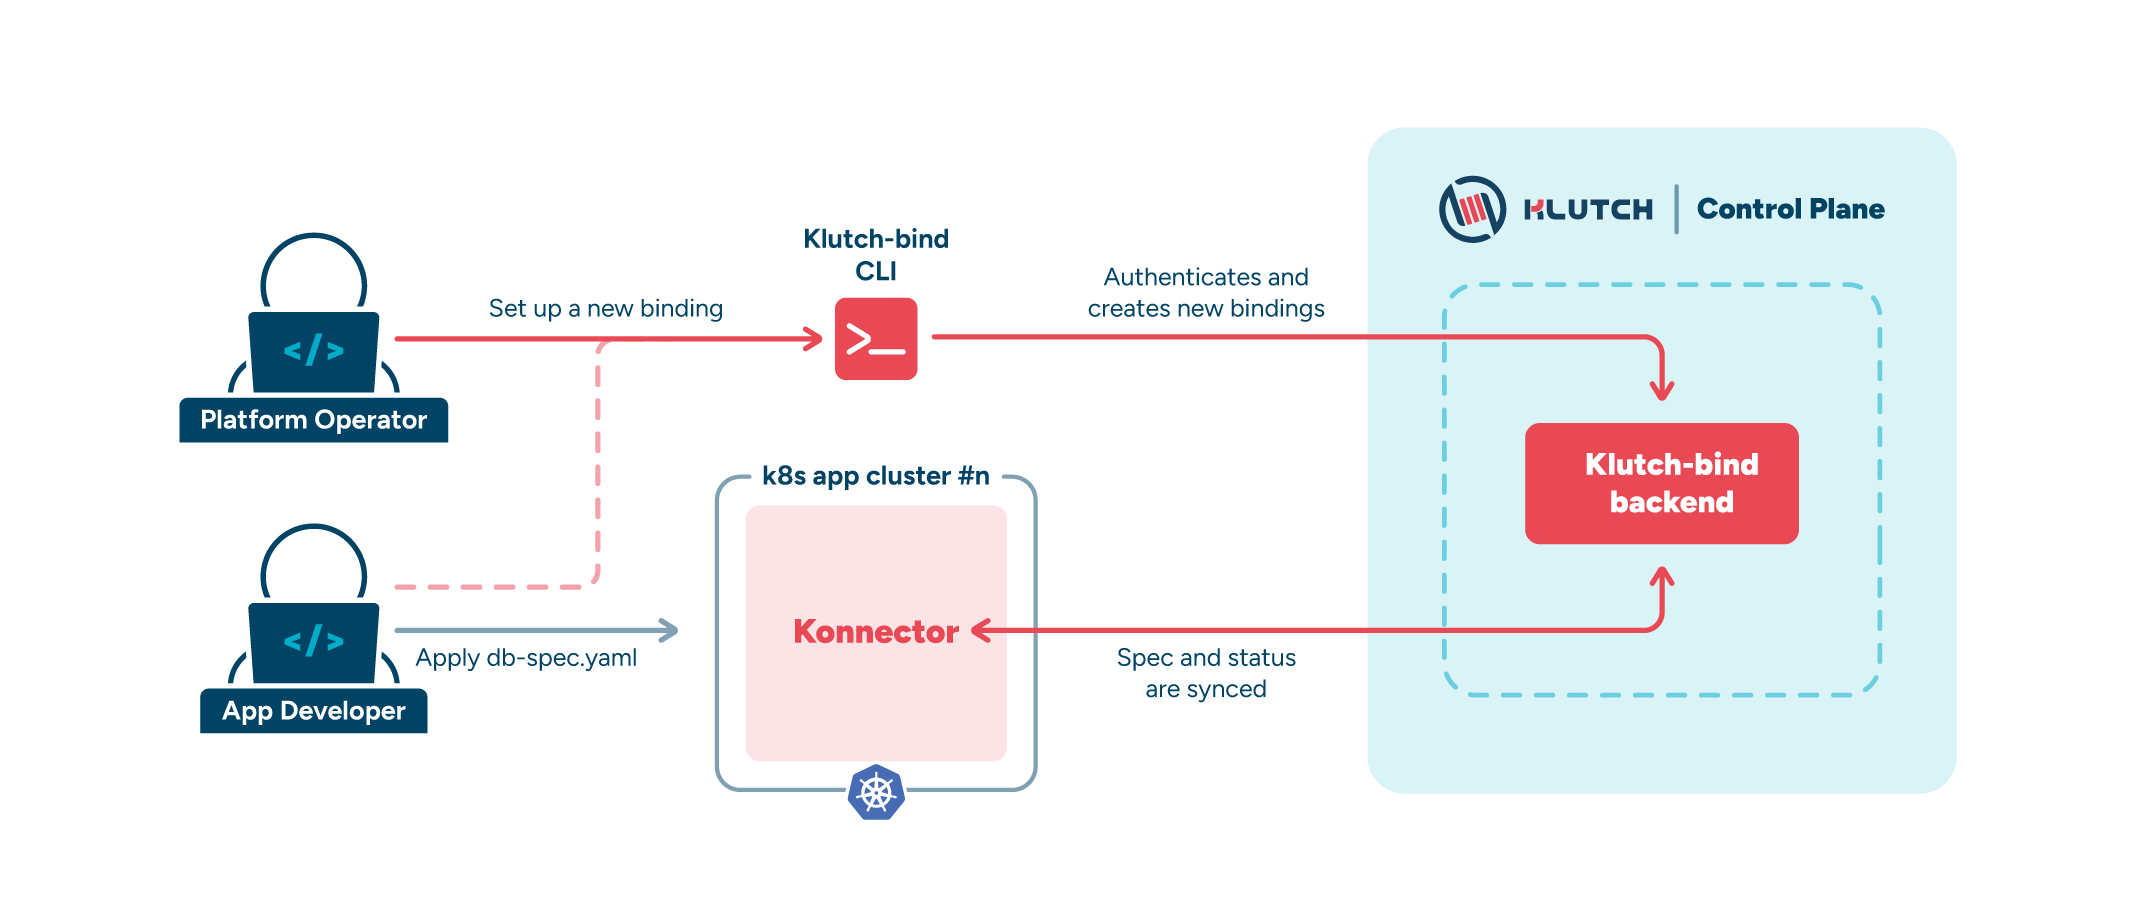 KLUTCH
Control Plane
Klutch-bind
CLI
Authenticates and
creates new bindings
Set up a new binding
</>
>_
Platform Operator
Klutch-bind
backend
k8s app cluster #n
</>
Konnector
Apply db-spec.yaml
Spec and status
are synced
App Developer